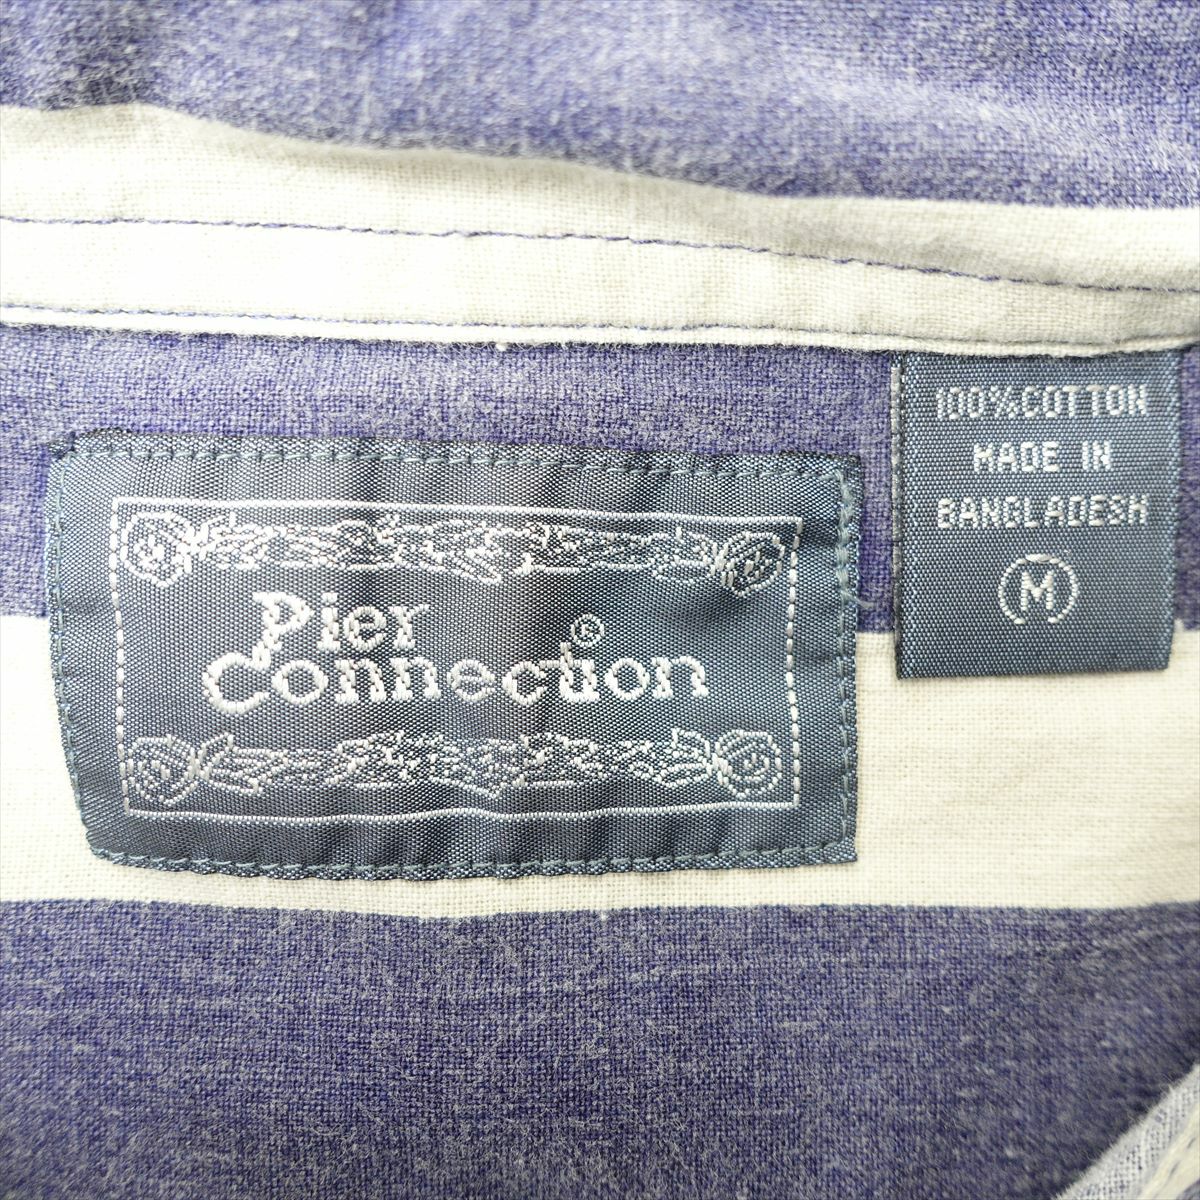 Pier
Connection®
100% COTTON
MADE IN
BANGLADESH
M